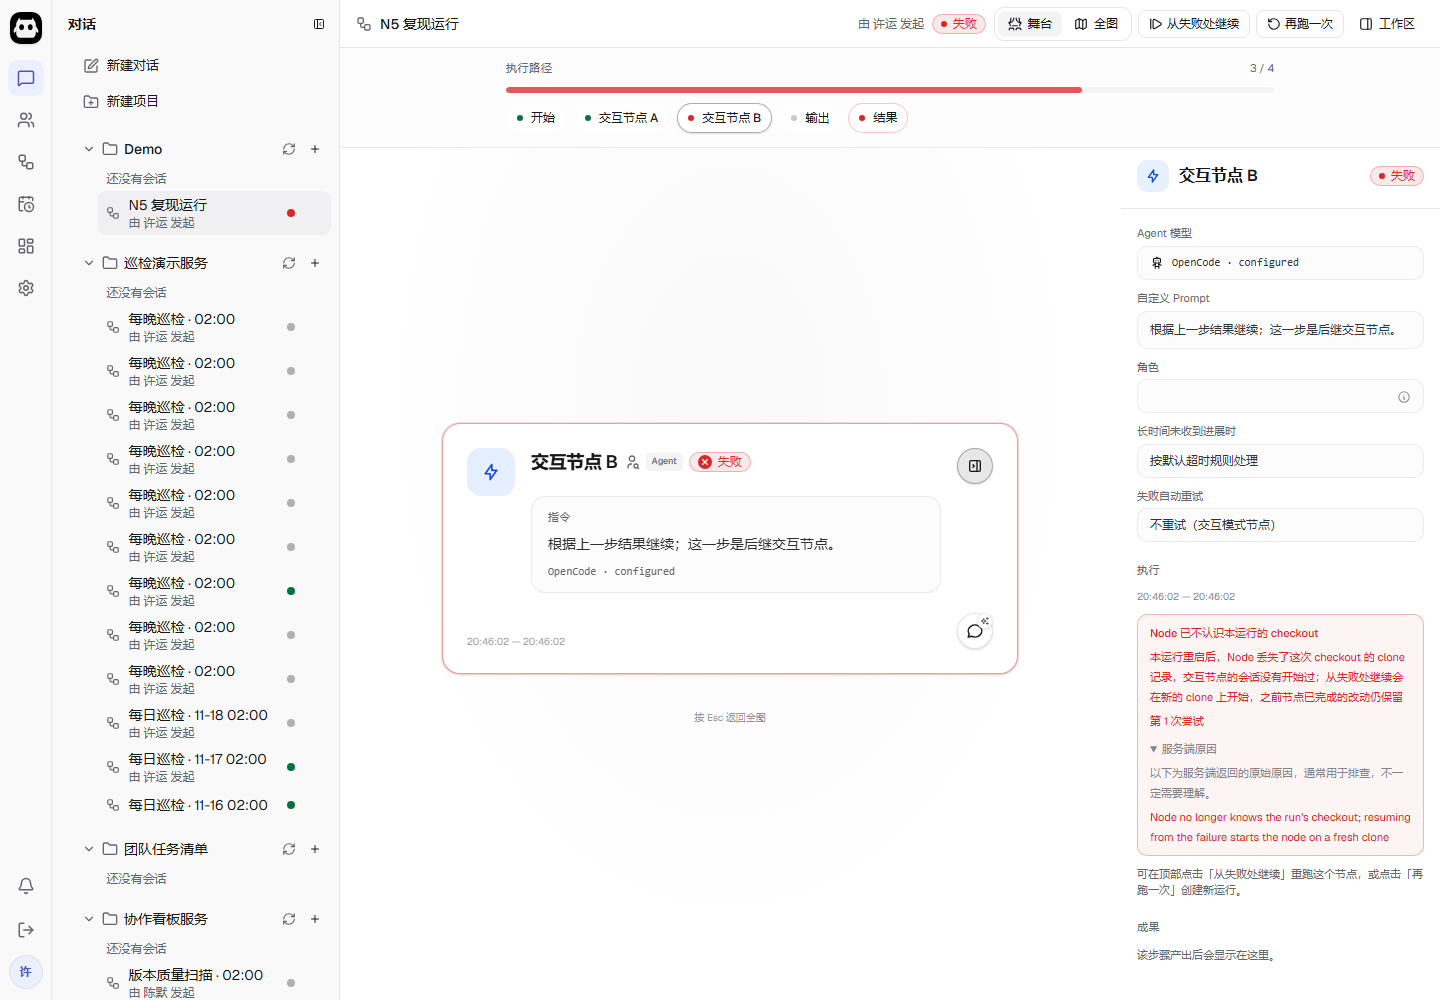 对话
新建对话
新建项目
Demo
还没有会话
N5 复现运行
由 许运 发起
巡检演示服务
还没有会话
每晚巡检 · 02:00
由 许运 发起
每晚巡检 · 02:00
由 许运 发起
每晚巡检 · 02:00
由 许运 发起
每晚巡检 · 02:00
由 许运 发起
每晚巡检 · 02:00
由 许运 发起
每晚巡检 · 02:00
由 许运 发起
每晚巡检 · 02:00
由 许运 发起
每晚巡检 · 02:00
由 许运 发起
每晚巡检 · 02:00
由 许运 发起
每日巡检 · 11-18 02:00
由 许运 发起
每日巡检 · 11-17 02:00
由 许运 发起
每日巡检 · 11-16 02:00
团队任务清单
还没有会话
协作看板服务
还没有会话
版本质量扫描 · 02:00
由 陈默 发起
许
N5 复现运行
由 许运 发起 失败 舞台 全图 从失败处继续 再跑一次 工作区
执行路径 3 / 4
开始 交互节点 A 交互节点 B 输出 结果
交互节点 B Agent 失败
指令
根据上一步结果继续；这一步是后继交互节点。
OpenCode · configured
20:46:02 — 20:46:02
按 Esc 返回全图
交互节点 B 失败
Agent 模型
OpenCode · configured
自定义 Prompt
根据上一步结果继续；这一步是后继交互节点。
角色
长时间未收到进展时
按默认超时规则处理
失败自动重试
不重试（交互模式节点）
执行
20:46:02 — 20:46:02
Node 已不认识本运行的 checkout
本运行重启后，Node 丢失了这次 checkout 的 clone
记录，交互节点的会话没有开始过；从失败处继续会
在新的 clone 上开始，之前节点已完成的改动仍保留
第 1 次尝试
▼ 服务端原因
以下为服务端返回的原始原因，通常用于排查，不一
定需要理解。
Node no longer knows the run's checkout; resuming
from the failure starts the node on a fresh clone
可在顶部点击「从失败处继续」重跑这个节点，或点击「再
跑一次」创建新运行。
成果
该步骤产出后会显示在这里。